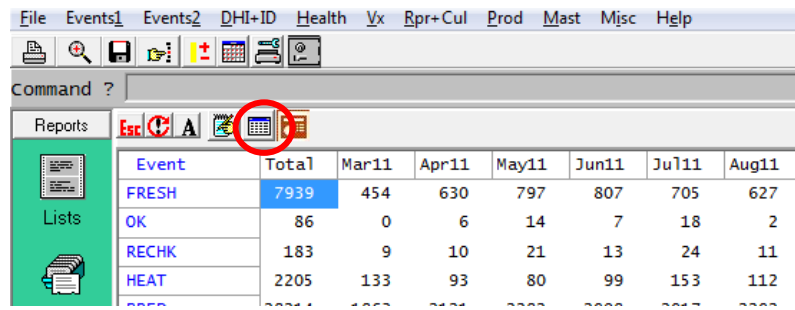 File Events1 Events2 DHI+ID Health Vx Rpr+Cul Prod Mast Misc Help
Command ?
Reports Esc A
Event Total Mar11 Apr11 May11 Jun11 Jul11 Aug11
FRESH 7939 454 630 797 807 705 627
Lists OK 86 0 6 14 7 18 2
RECHK 183 9 10 21 13 24 11
HEAT 2205 133 93 80 99 153 112